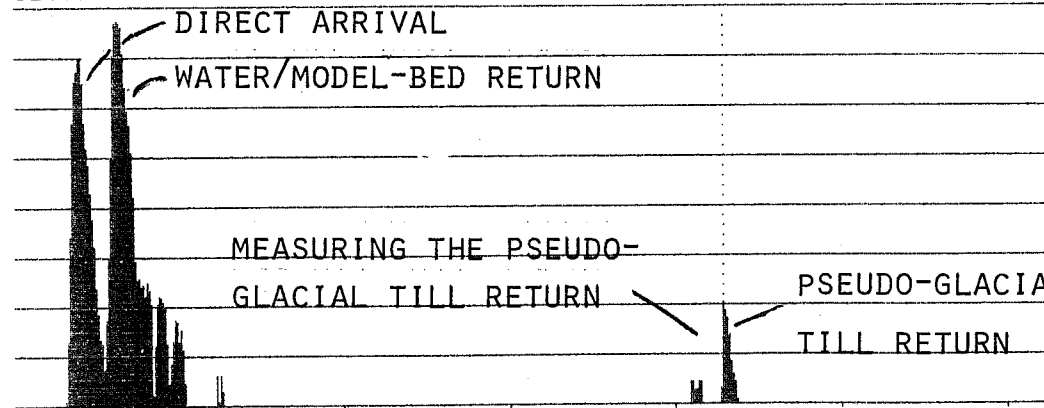 DIRECT ARRIVAL
WATER/MODEL-BED RETURN
MEASURING THE PSEUDO-
GLACIAL TILL RETURN
PSEUDO-GLACIA
TILL RETURN